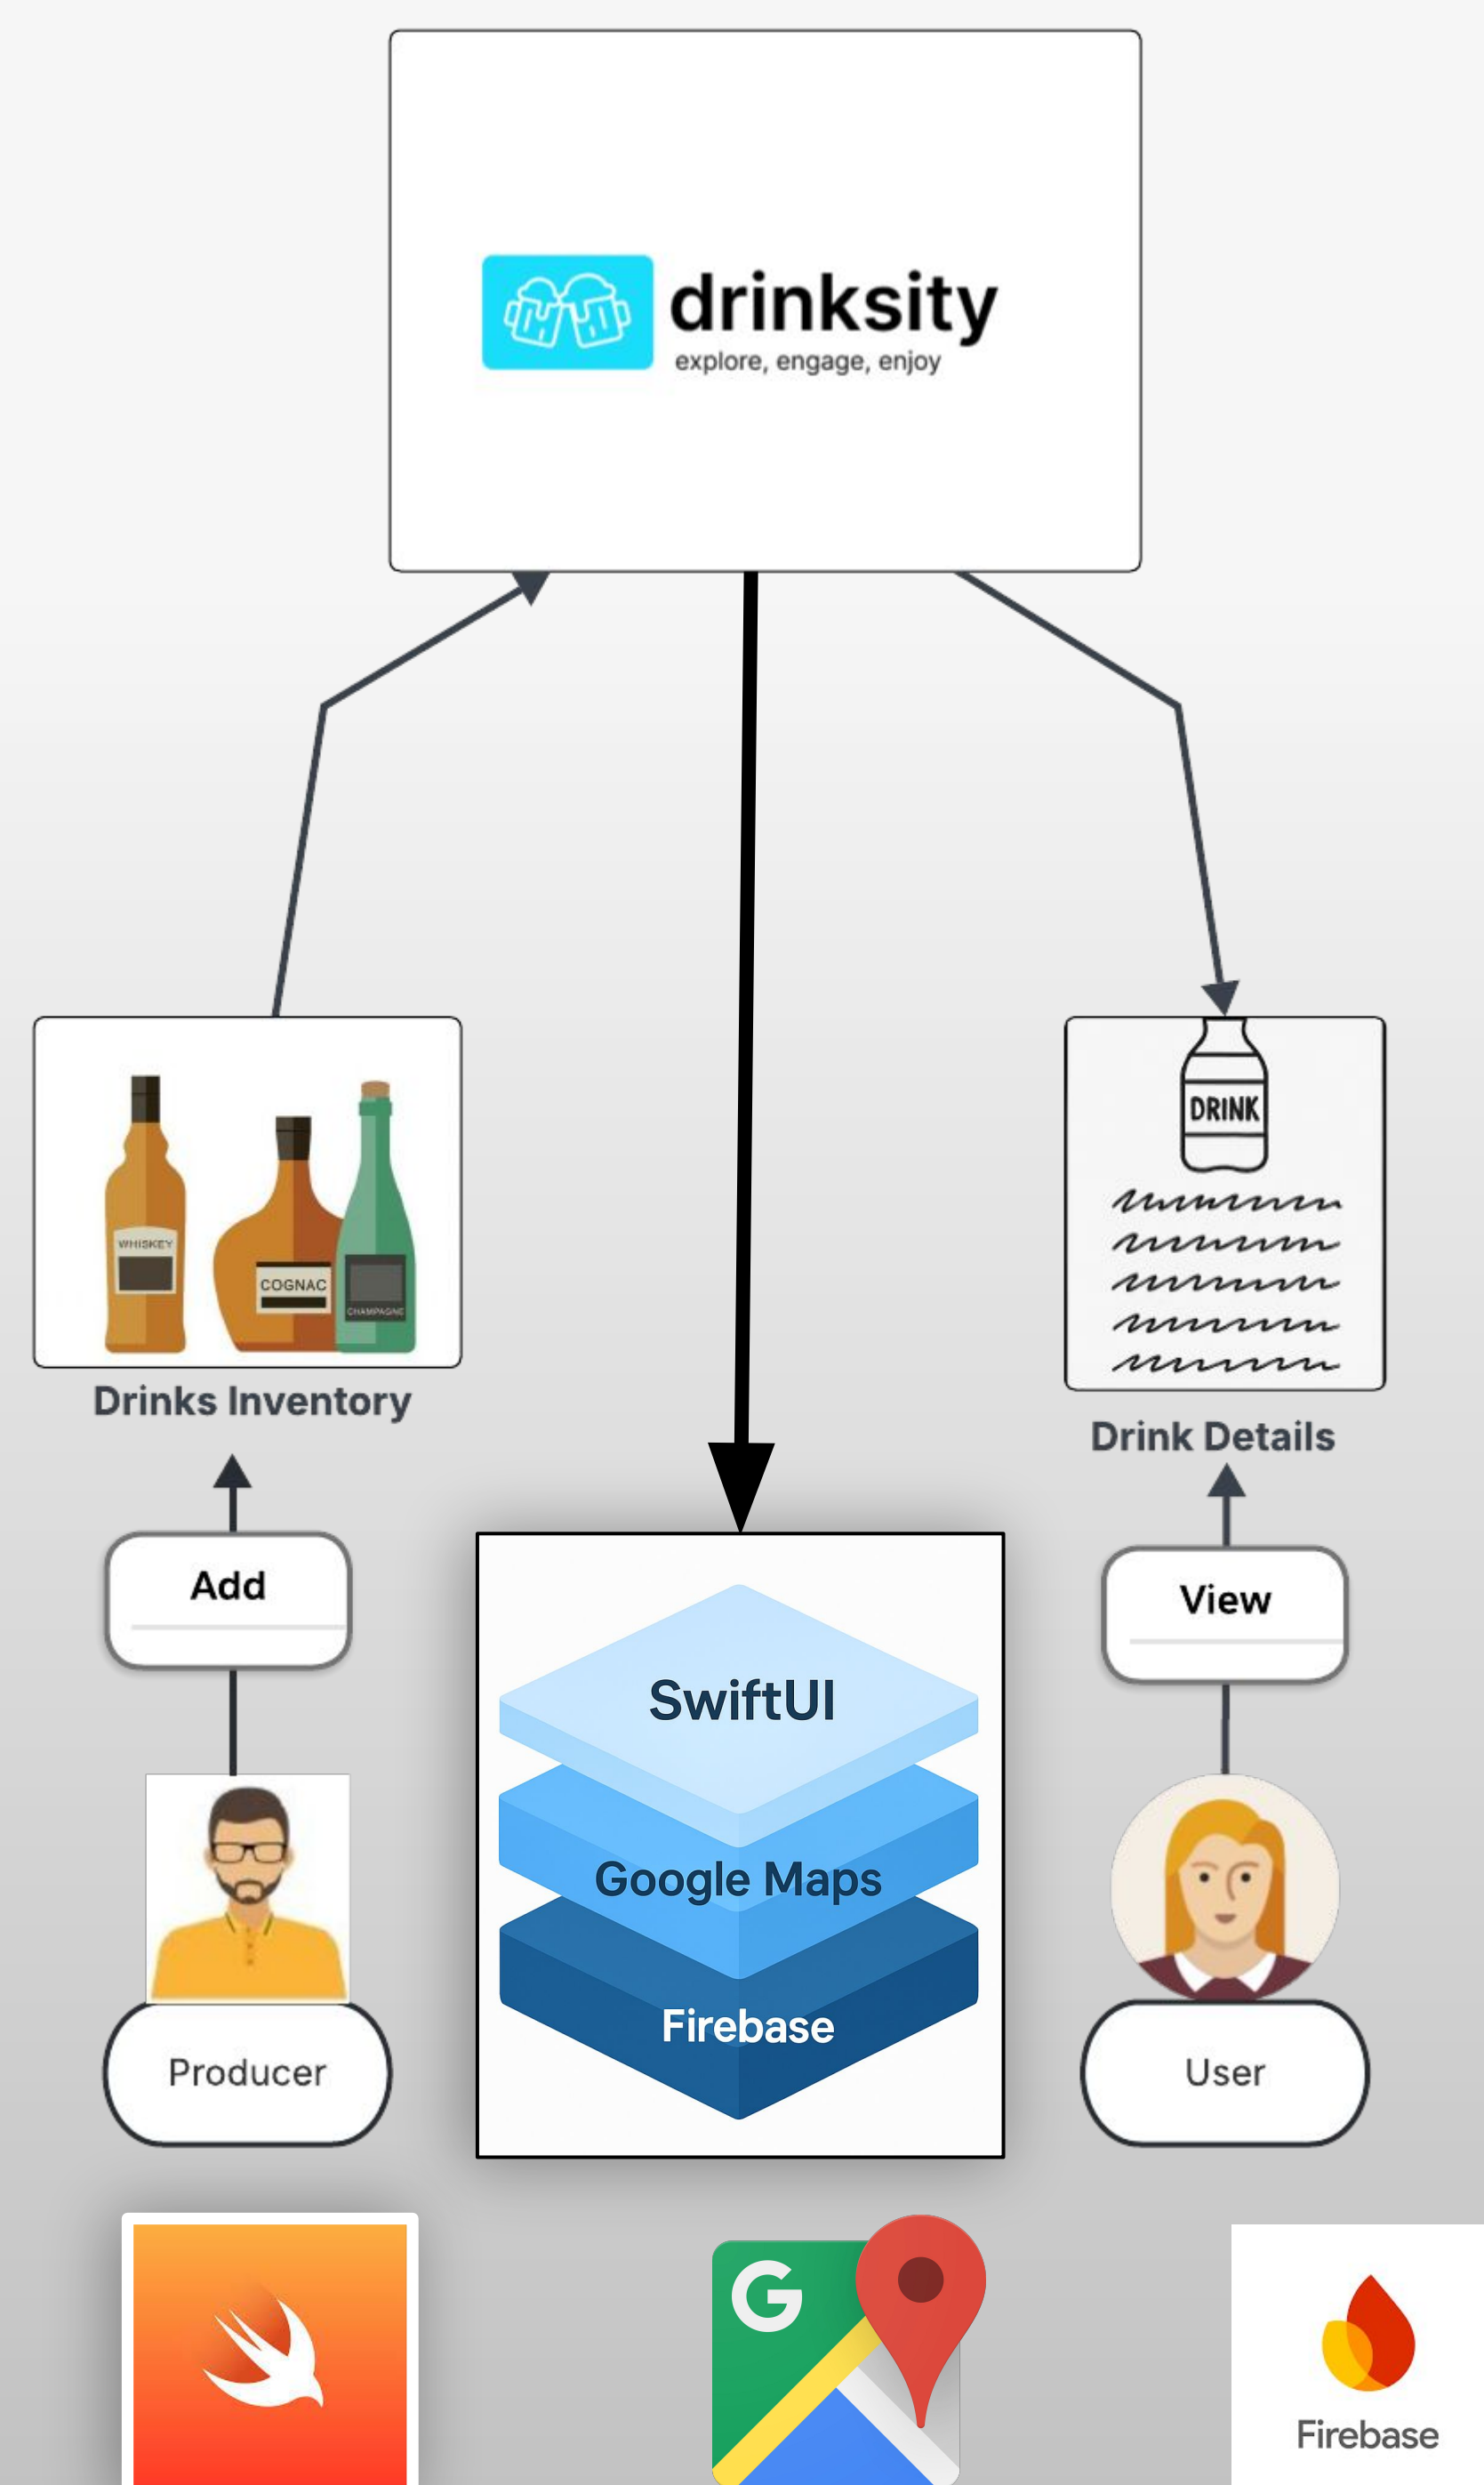 drinksity
explore, engage, enjoy
WHISKEY
COGNAC
CHAMPAGNE
Drinks Inventory
DRINK
Drink Details
Add
View
SwiftUI
Google Maps
Firebase
Producer
User
G
Firebase